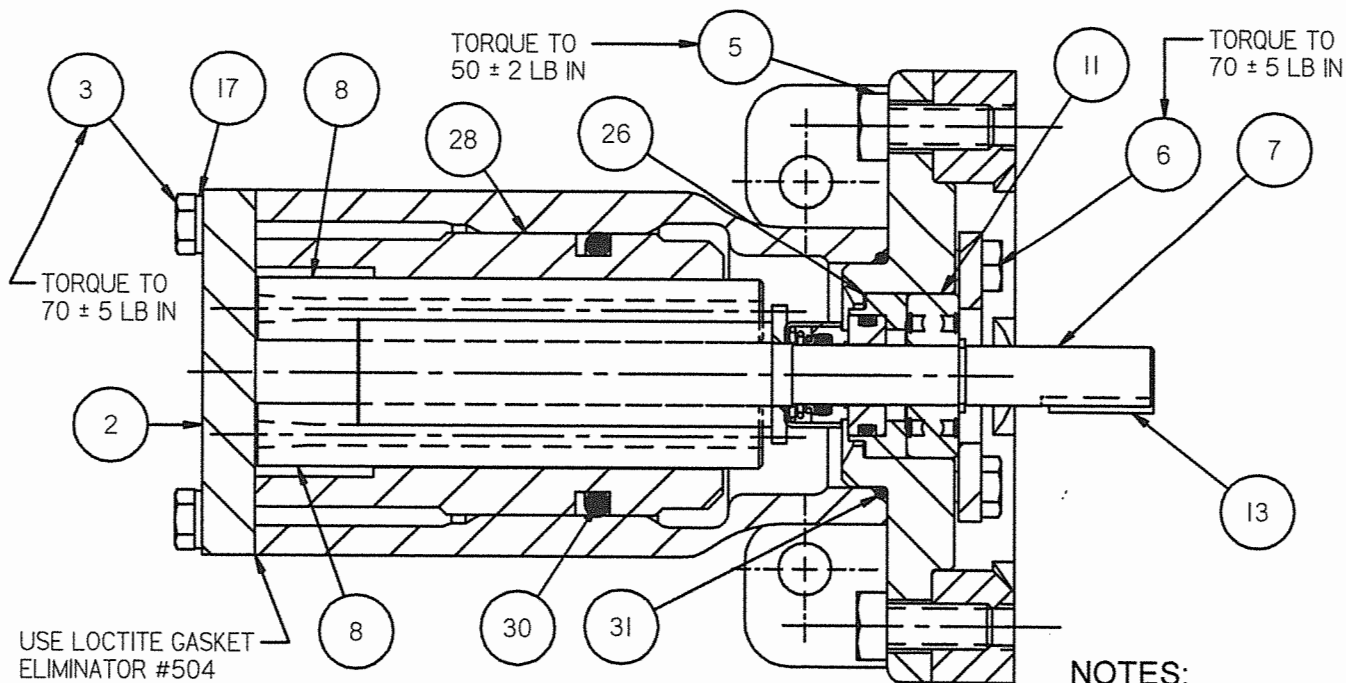 TORQUE TO
50 ± 2 LB IN
5
11
TORQUE TO
70 ± 5 LB IN
3
17
8
28
26
6
7
TORQUE TO
70 ± 5 LB IN
2
13
USE LOCTITE GASKET
ELIMINATOR #504
8
30
31
NOTES: